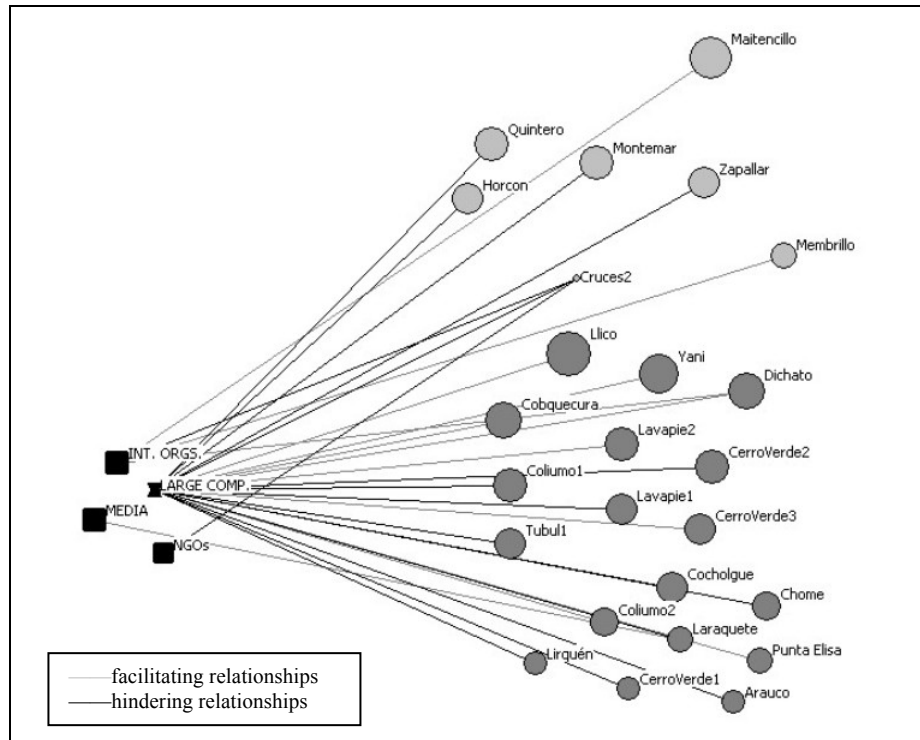 Maitencillo
Quintero
Montemar
Zapallar
Horcon
Membrillo
Cruces2
Llico
Yani
Dichato
Cobquecura
Lavapie2
INT. ORGS.
CerroVerde2
Coliumo1
LARGE COMP.
Lavapie1
MEDIA
CerroVerde3
Tubul1
NGOs
Cocholgue
Chome
Coliumo2
Laraquete
Punta Elisa
Lirquén
CerroVerde1
Arauco
facilitating relationships
hindering relationships